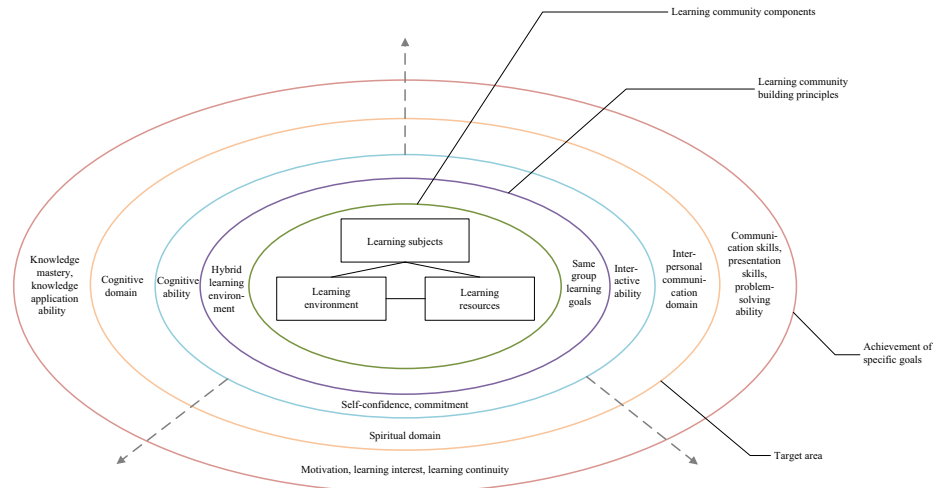 Learning community components
Learning community
building principles
Learning subjects
Learning
environment
Learning
resources
Knowledge
mastery,
knowledge
application
ability
Cognitive
domain
Cognitive
ability
Hybrid
learning
environ-
ment
Same
group
learning
goals
Inter-
active
ability
Inter-
personal
communi-
cation
domain
Communi-
cation skills,
presentation
skills,
problem-
solving
ability
Achievement of
specific goals
Self-confidence, commitment
Spiritual domain
Target area
Motivation, learning interest, learning continuity